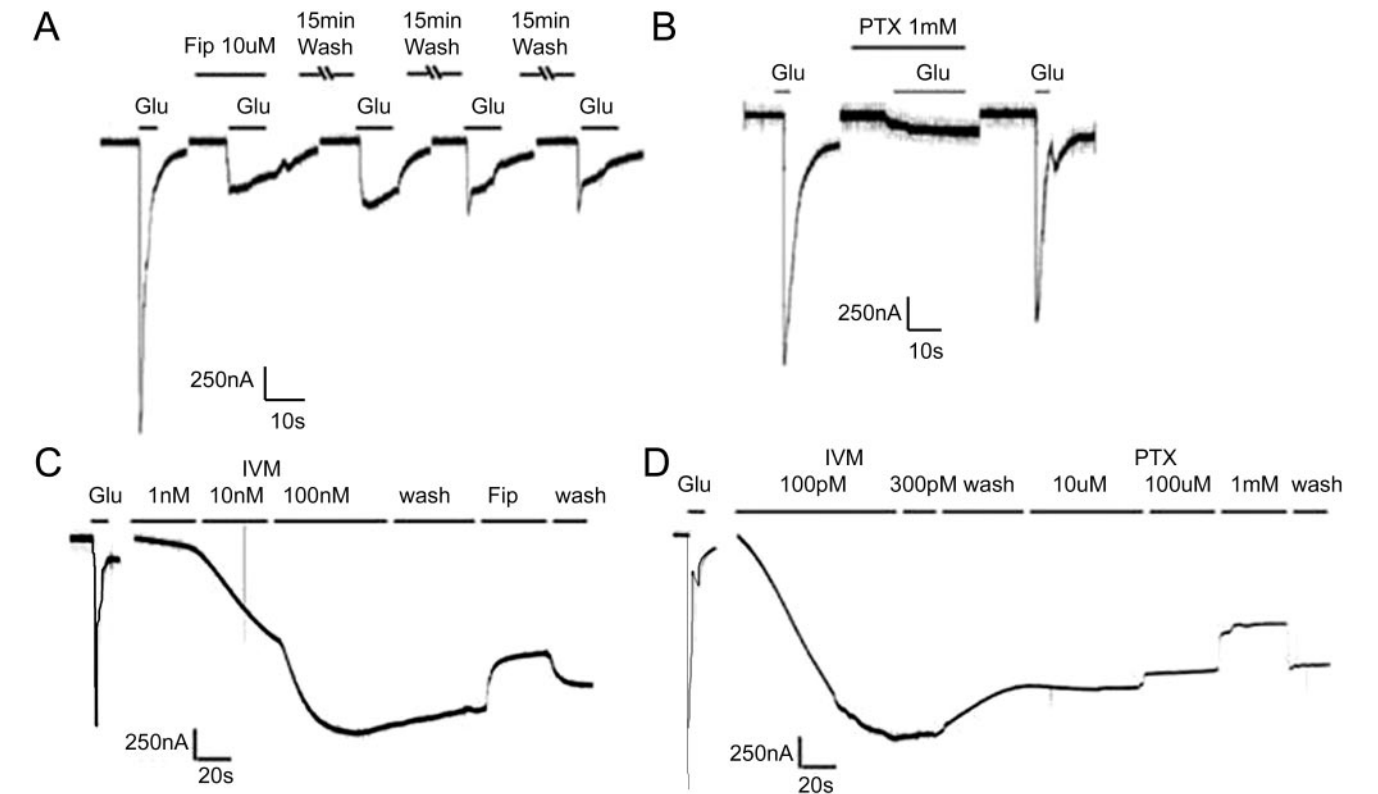 A
15min 15min 15min
Fip 10uM Wash Wash Wash
Glu Glu Glu Glu Glu
250nA
10s
B
PTX 1mM
Glu Glu Glu
250nA
10s
C
IVM
Glu 1nM 10nM 100nM wash Fip wash
250nA
20s
D
IVM PTX
Glu 100pM 300pM wash 10uM 100uM 1mM wash
250nA
20s